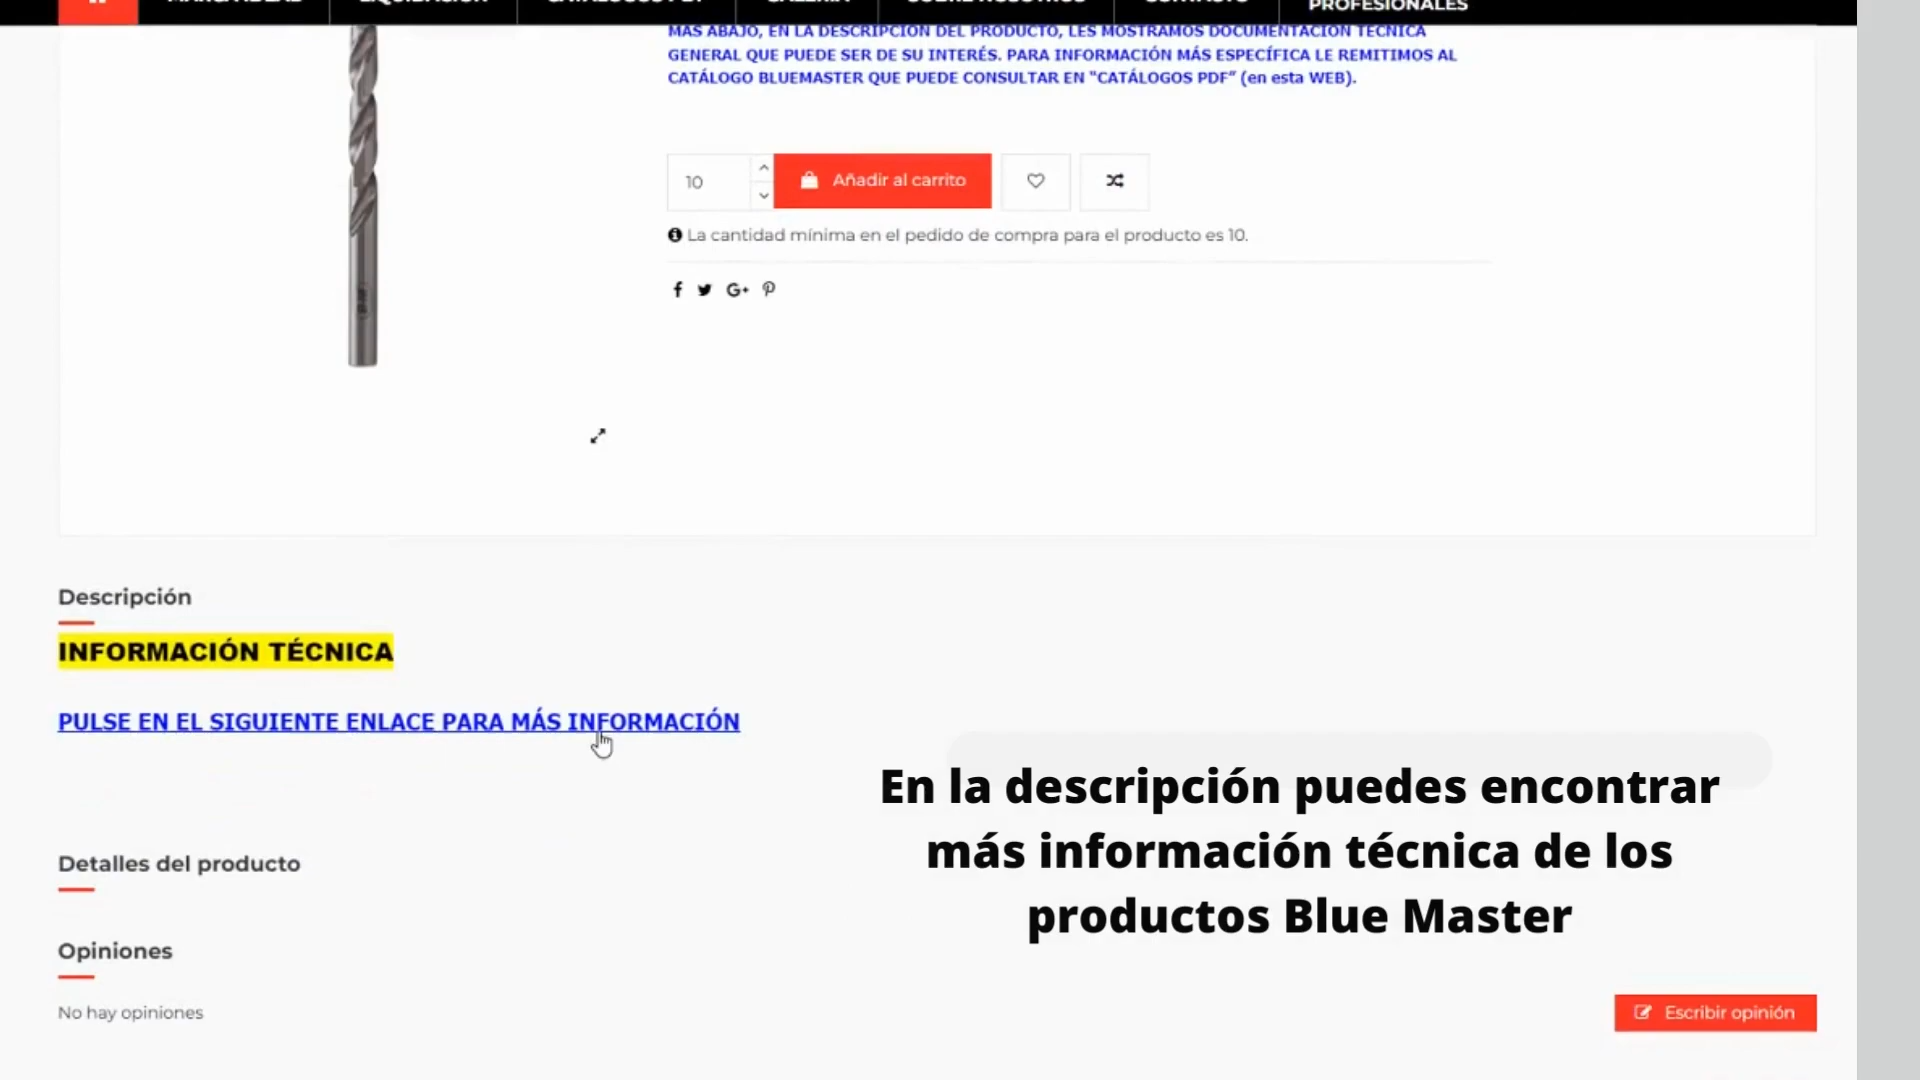 PROFESIONALES
MÁS ABAJO, EN LA DESCRIPCIÓN DEL PRODUCTO, LES MOSTRAMOS DOCUMENTACIÓN TÉCNICA
GENERAL QUE PUEDE SER DE SU INTERÉS. PARA INFORMACIÓN MÁS ESPECÍFICA LE REMITIMOS AL
CATÁLOGO BLUEMASTER QUE PUEDE CONSULTAR EN "CATÁLOGOS PDF" (en esta WEB).
10
Añadir al carrito
La cantidad mínima en el pedido de compra para el producto es 10.
Descripción
INFORMACIÓN TÉCNICA
PULSE EN EL SIGUIENTE ENLACE PARA MÁS INFORMACIÓN
En la descripción puedes encontrar
más información técnica de los
productos Blue Master
Detalles del producto
Opiniones
No hay opiniones
Escribir opinión